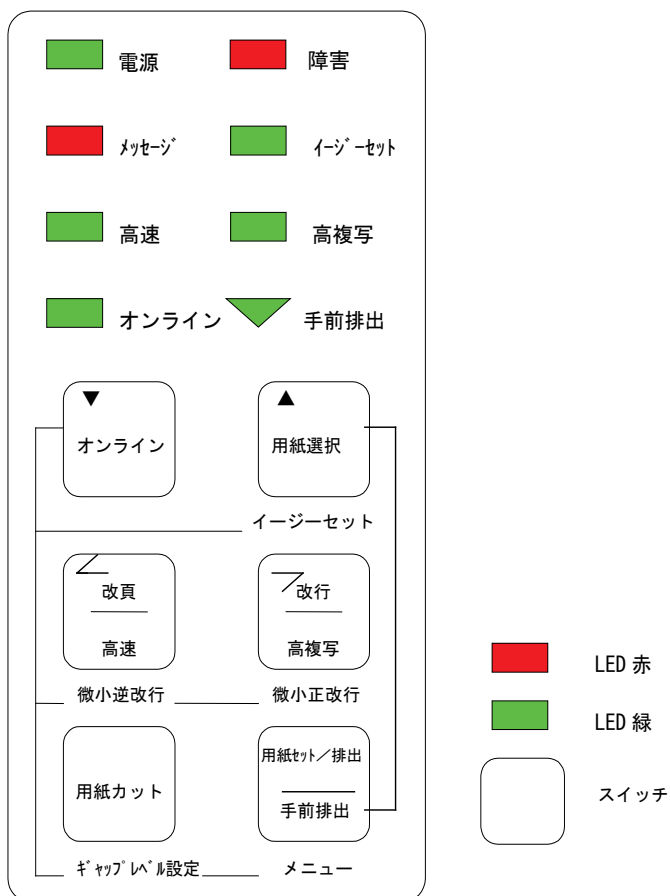 電源
障害
ﾒｯｾｰｼﾞ
ｲｰｼﾞｰｾｯﾄ
高速
高複写
オンライン
手前排出
▼
オンライン
▲
用紙選択
イージーセット
改頁
高速
改行
高複写
微小逆改行
微小正改行
用紙カット
用紙ｾｯﾄ／排出
手前排出
ｷﾞｬｯﾌﾟﾚﾍﾞﾙ設定
メニュー
LED 赤
LED 緑
スイッチ